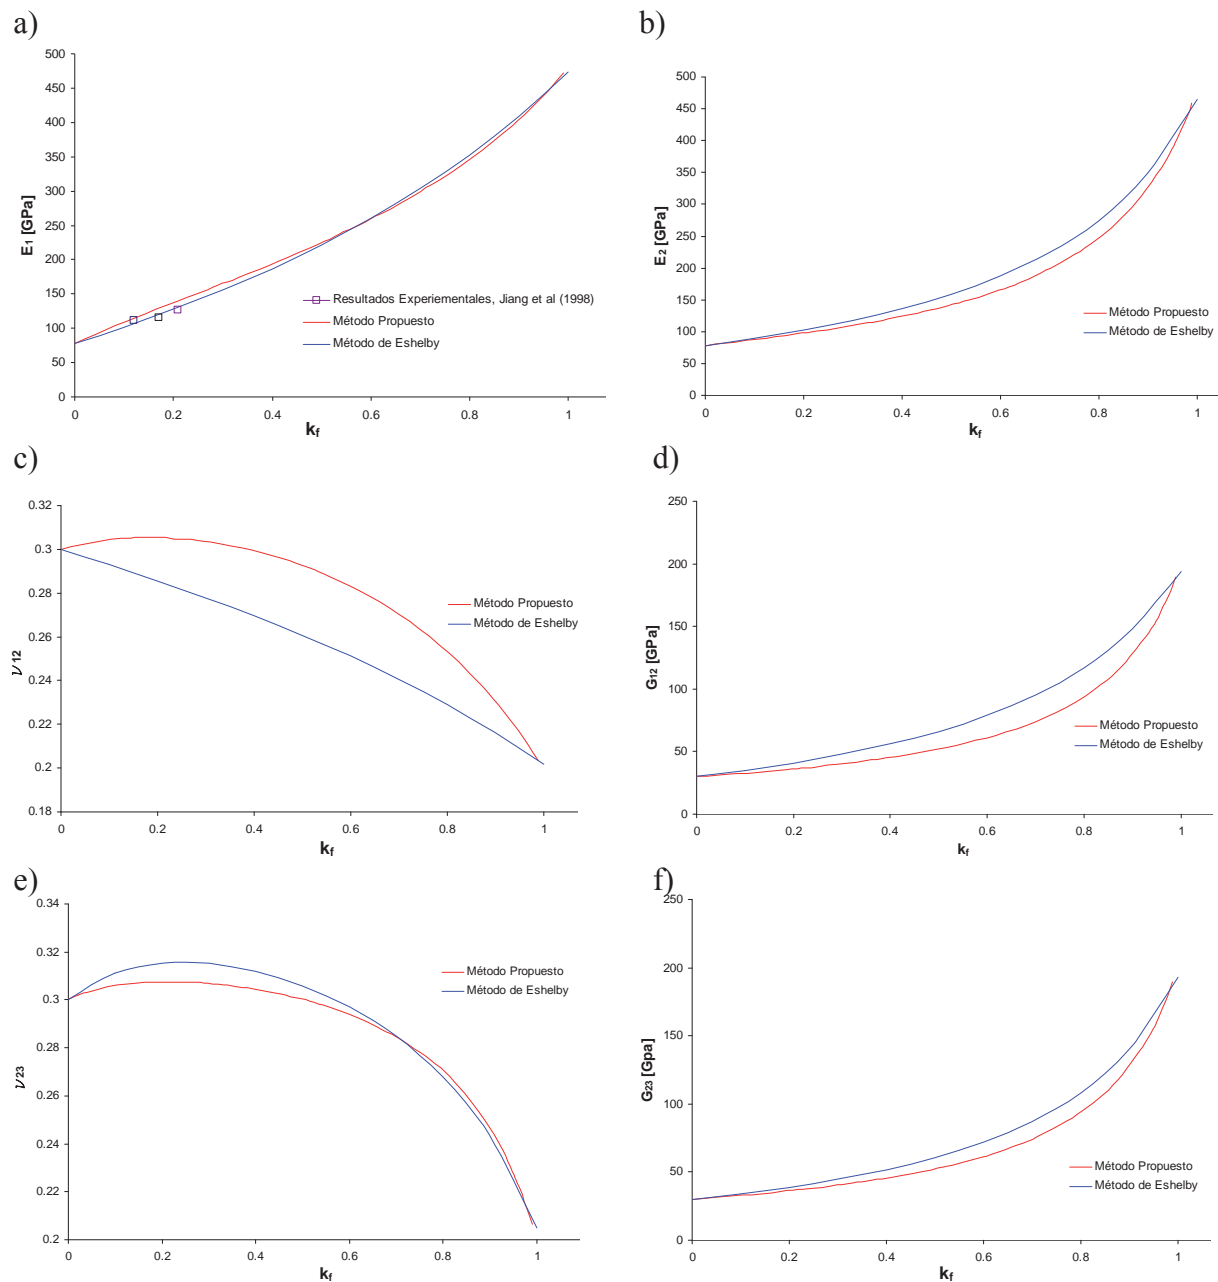 a)
500
450
400
350
300
250
200
150
100
50
0
E1 [GPa]
0 0.2 0.4 0.6 0.8 1
kf
Resultados Experiementales, Jiang et al (1998)
Método Propuesto
Método de Eshelby
b)
500
450
400
350
300
250
200
150
100
50
0
E2 [GPa]
0 0.2 0.4 0.6 0.8 1
kf
Método Propuesto
Método de Eshelby
c)
0.32
0.3
0.28
0.26
0.24
0.22
0.2
0.18
ν12
0 0.2 0.4 0.6 0.8 1
kf
Método Propuesto
Método de Eshelby
d)
250
200
150
100
50
0
G12 [GPa]
0 0.2 0.4 0.6 0.8 1
kf
Método Propuesto
Método de Eshelby
e)
0.34
0.32
0.3
0.28
0.26
0.24
0.22
0.2
ν23
0 0.2 0.4 0.6 0.8 1
kf
Método Propuesto
Método de Eshelby
f)
250
200
150
100
50
0
G23 [Gpa]
0 0.2 0.4 0.6 0.8 1
kf
Método Propuesto
Método de Eshelby